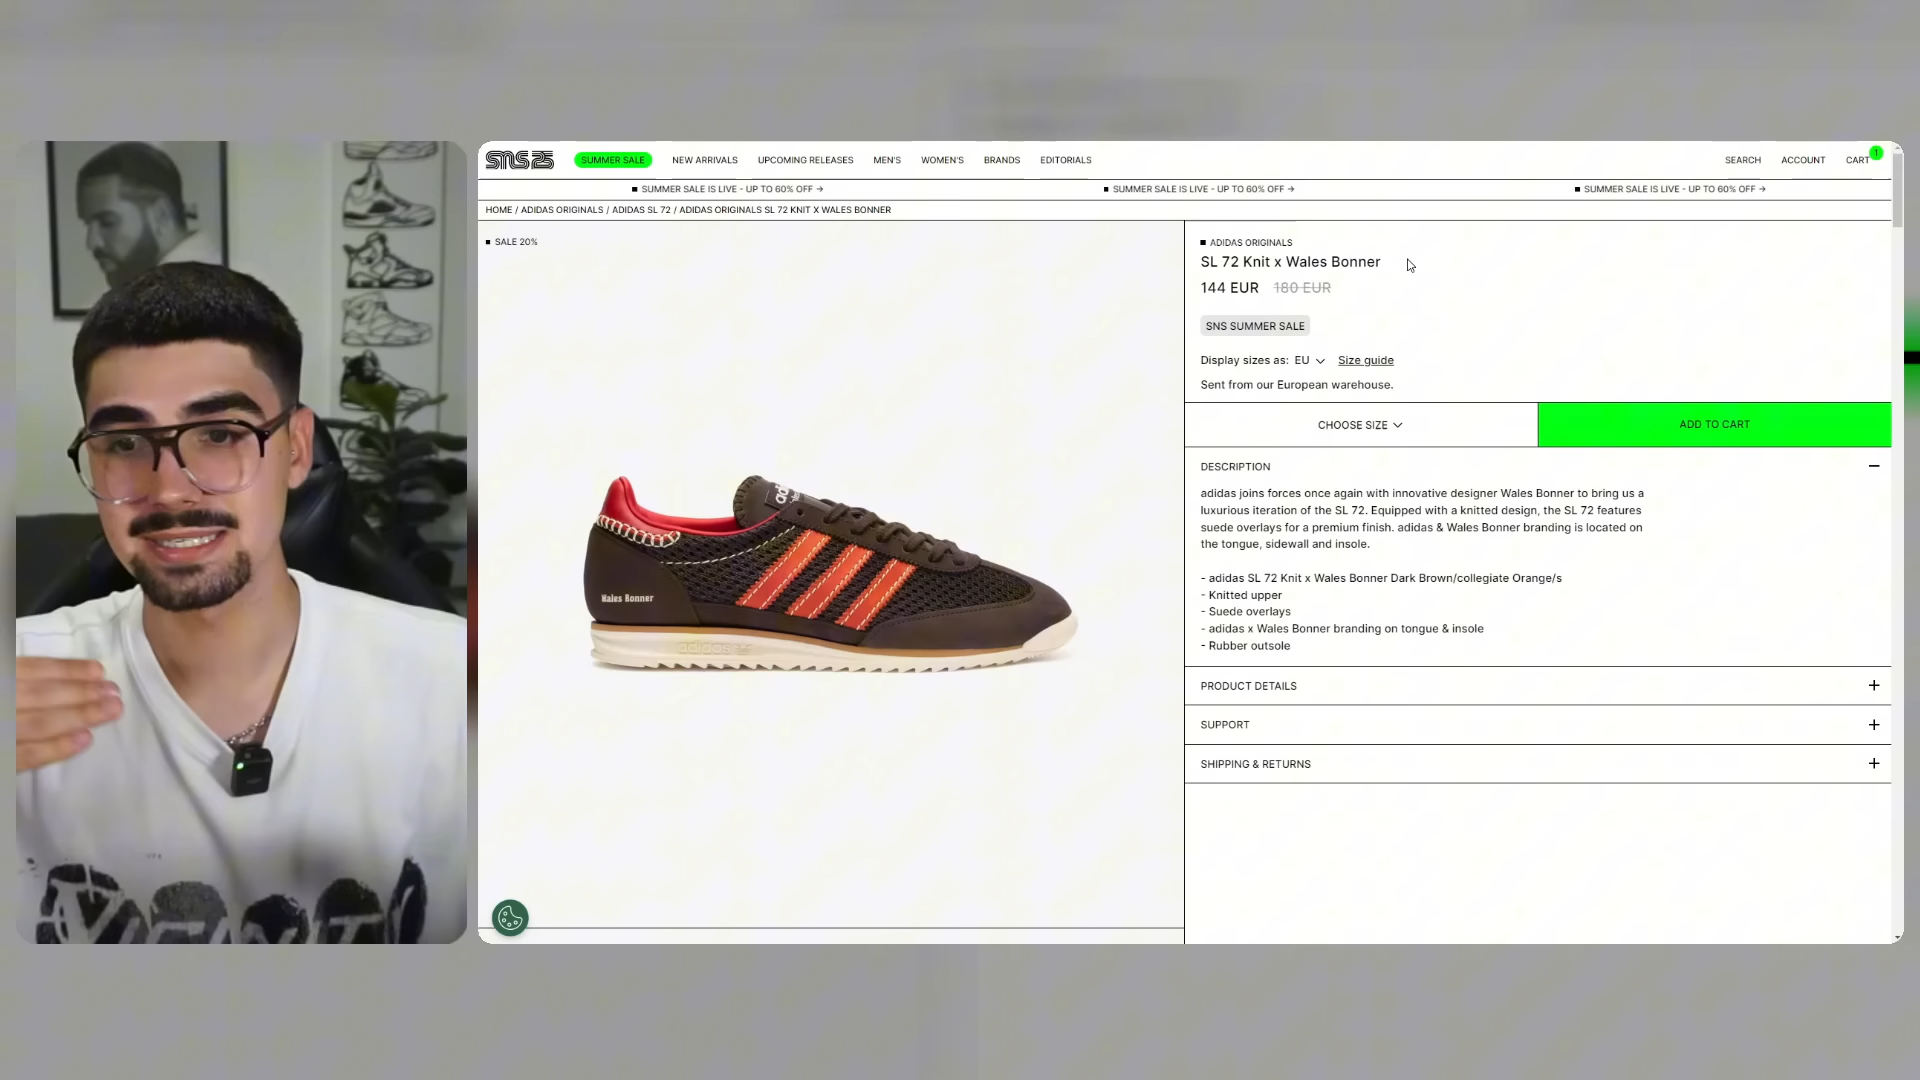 SNS 25
SUMMER SALE
NEW ARRIVALS
UPCOMING RELEASES
MEN'S
WOMEN'S
BRANDS
EDITORIALS
SEARCH
ACCOUNT
CART
1
SUMMER SALE IS LIVE - UP TO 60% OFF →
SUMMER SALE IS LIVE - UP TO 60% OFF →
SUMMER SALE IS LIVE - UP TO 60% OFF →
HOME / ADIDAS ORIGINALS / ADIDAS SL 72 / ADIDAS ORIGINALS SL 72 KNIT X WALES BONNER
SALE 20%
Wales Bonner
adidas
ADIDAS ORIGINALS
SL 72 Knit x Wales Bonner
144 EUR 180 EUR
SNS SUMMER SALE
Display sizes as: EU
Size guide
Sent from our European warehouse.
CHOOSE SIZE
ADD TO CART
DESCRIPTION
adidas joins forces once again with innovative designer Wales Bonner to bring us a
luxurious iteration of the SL 72. Equipped with a knitted design, the SL 72 features
suede overlays for a premium finish. adidas & Wales Bonner branding is located on
the tongue, sidewall and insole.
- adidas SL 72 Knit x Wales Bonner Dark Brown/collegiate Orange/s
- Knitted upper
- Suede overlays
- adidas x Wales Bonner branding on tongue & insole
- Rubber outsole
PRODUCT DETAILS
SUPPORT
SHIPPING & RETURNS